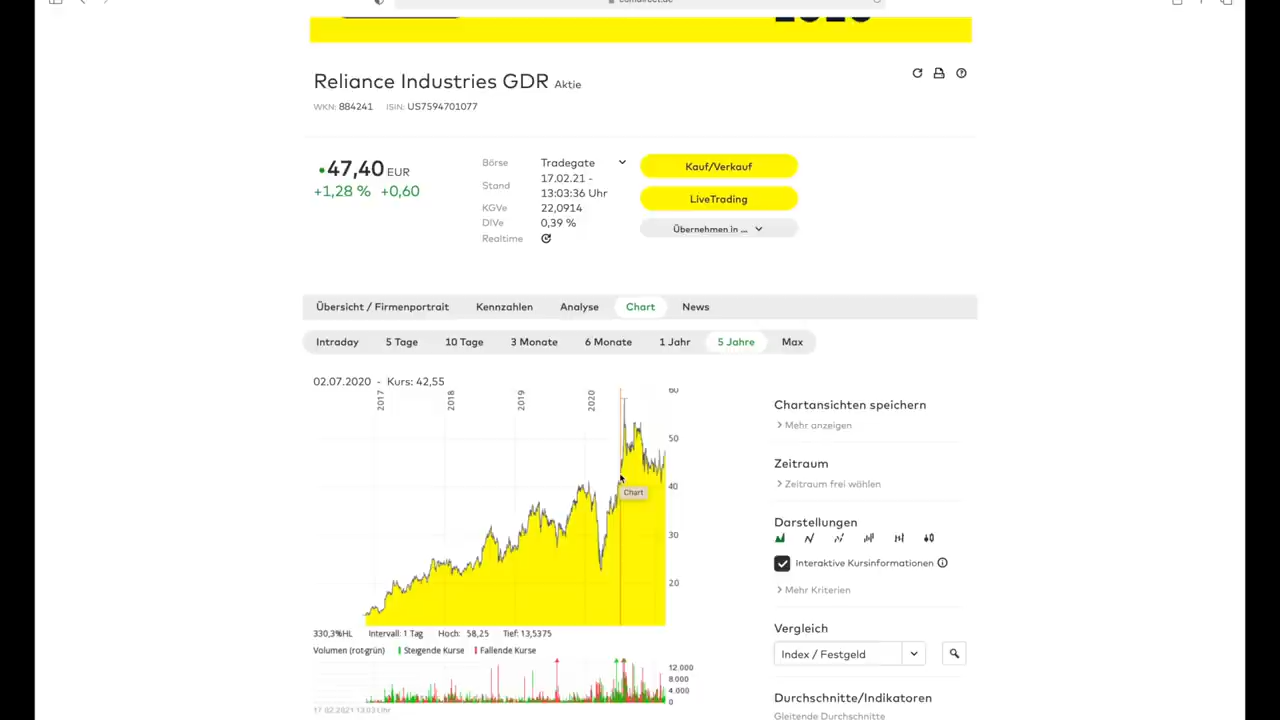 Reliance Industries GDR Aktie
WKN: 884241 ISIN: US7594701077
47,40 EUR
+1,28 % +0,60
Börse Tradegate
Stand 17.02.21 -
13:03:36 Uhr
KGVe 22,0914
DIVe 0,39 %
Realtime
Kauf/Verkauf
LiveTrading
Übernehmen in ...
Übersicht / Firmenportrait Kennzahlen Analyse Chart News
Intraday 5 Tage 10 Tage 3 Monate 6 Monate 1 Jahr 5 Jahre Max
02.07.2020 - Kurs: 42,55
2017 2018 2019 2020
60
50
40
30
20
Chart
330,3%HL Intervall: 1 Tag Hoch: 58,25 Tief: 13,5375
Volumen (rot-grün) Steigende Kurse Fallende Kurse
12.000
8.000
4.000
0
17.02.2021 13:03 Uhr
Chartansichten speichern
Mehr anzeigen
Zeitraum
Zeitraum frei wählen
Darstellungen
Interaktive Kursinformationen
Mehr Kriterien
Vergleich
Index / Festgeld
Durchschnitte/Indikatoren
Gleitende Durchschnitte